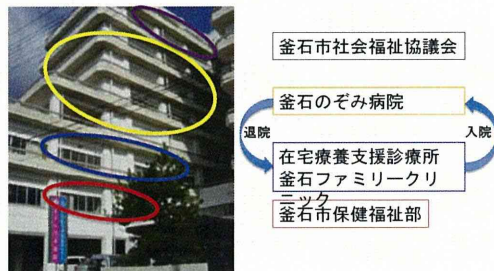 釜石市社会福祉協議会
釜石のぞみ病院
退院
入院
在宅療養支援診療所
釜石ファミリークリ
ニック
釜石市保健福祉部